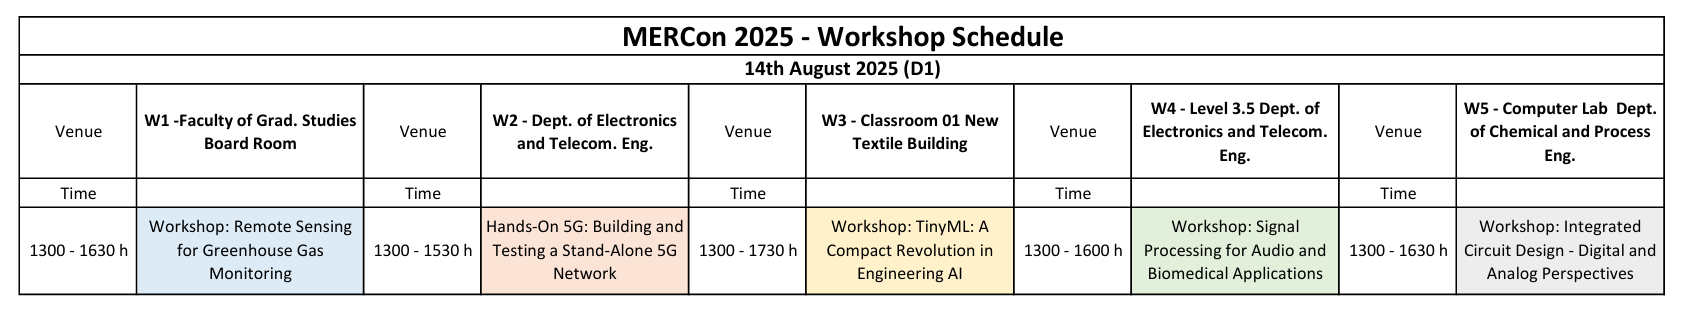 MERCon 2025 - Workshop Schedule
14th August 2025 (D1)
Venue
W1 -Faculty of Grad. Studies
Board Room
Venue
W2 - Dept. of Electronics
and Telecom. Eng.
Venue
W3 - Classroom 01 New
Textile Building
Venue
W4 - Level 3.5 Dept. of
Electronics and Telecom.
Eng.
Venue
W5 - Computer Lab  Dept.
of Chemical and Process
Eng.
Time
Time
Time
Time
Time
1300 - 1630 h
Workshop: Remote Sensing
for Greenhouse Gas
Monitoring
1300 - 1530 h
Hands-On 5G: Building and
Testing a Stand-Alone 5G
Network
1300 - 1730 h
Workshop: TinyML: A
Compact Revolution in
Engineering AI
1300 - 1600 h
Workshop: Signal
Processing for Audio and
Biomedical Applications
1300 - 1630 h
Workshop: Integrated
Circuit Design - Digital and
Analog Perspectives